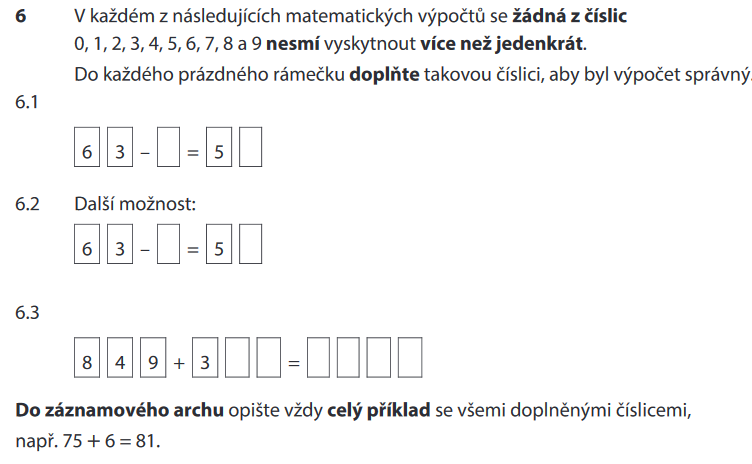 6 V každém z následujících matematických výpočtů se žádná z číslic
0, 1, 2, 3, 4, 5, 6, 7, 8 a 9 nesmí vyskytnout více než jedenkrát.
Do každého prázdného rámečku doplňte takovou číslici, aby byl výpočet správný.
6.1
6 3 – = 5
6.2 Další možnost:
6 3 – = 5
6.3
8 4 9 + 3 =
Do záznamového archu opište vždy celý příklad se všemi doplněnými číslicemi,
např. 75 + 6 = 81.